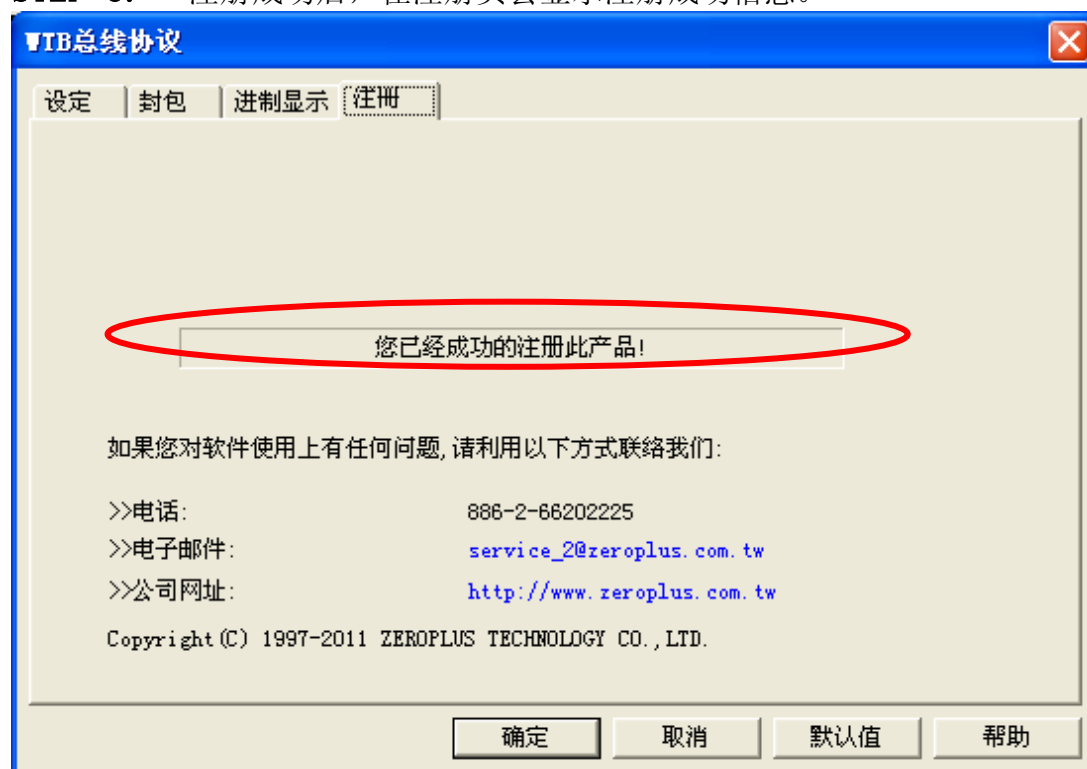 WTB总线协议
设定 封包 进制显示 注册
您已经成功的注册此产品!
如果您对软件使用上有任何问题,请利用以下方式联络我们:
>>电话: 886-2-66202225
>>电子邮件: service_2@zeroplus.com.tw
>>公司网址: http://www.zeroplus.com.tw
Copyright(C) 1997-2011 ZEROPLUS TECHNOLOGY CO.,LTD.
确定 取消 默认值 帮助